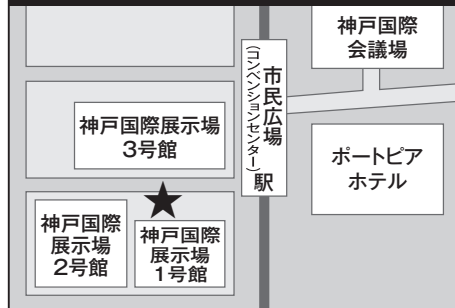 神戸国際
会議場
市民広場
(コンベンションセンター)
駅
神戸国際展示場
3号館
ポートピア
ホテル
神戸国際
展示場
2号館
神戸国際
展示場
1号館